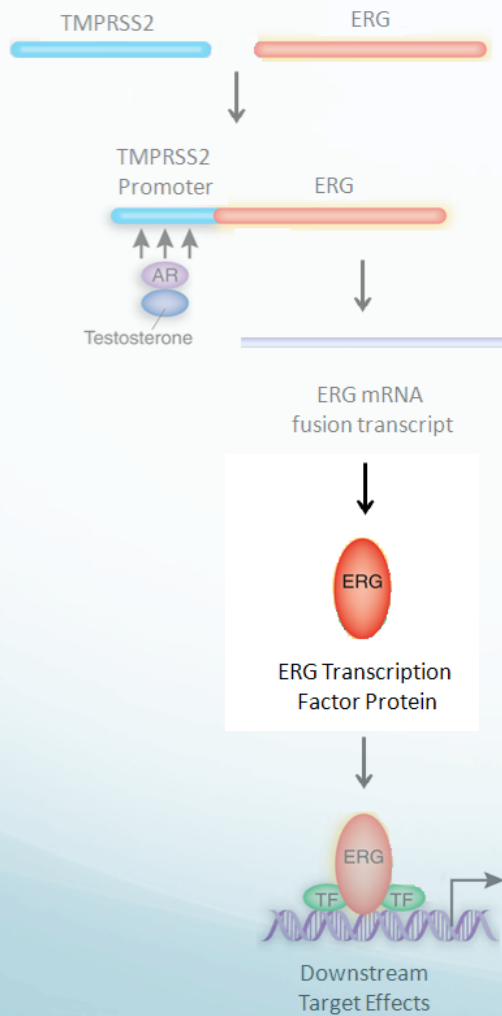 TMPRSS2
ERG
TMPRSS2
Promoter
ERG
AR
Testosterone
ERG mRNA
fusion transcript
ERG
ERG Transcription
Factor Protein
ERG
TF
TF
Downstream
Target Effects